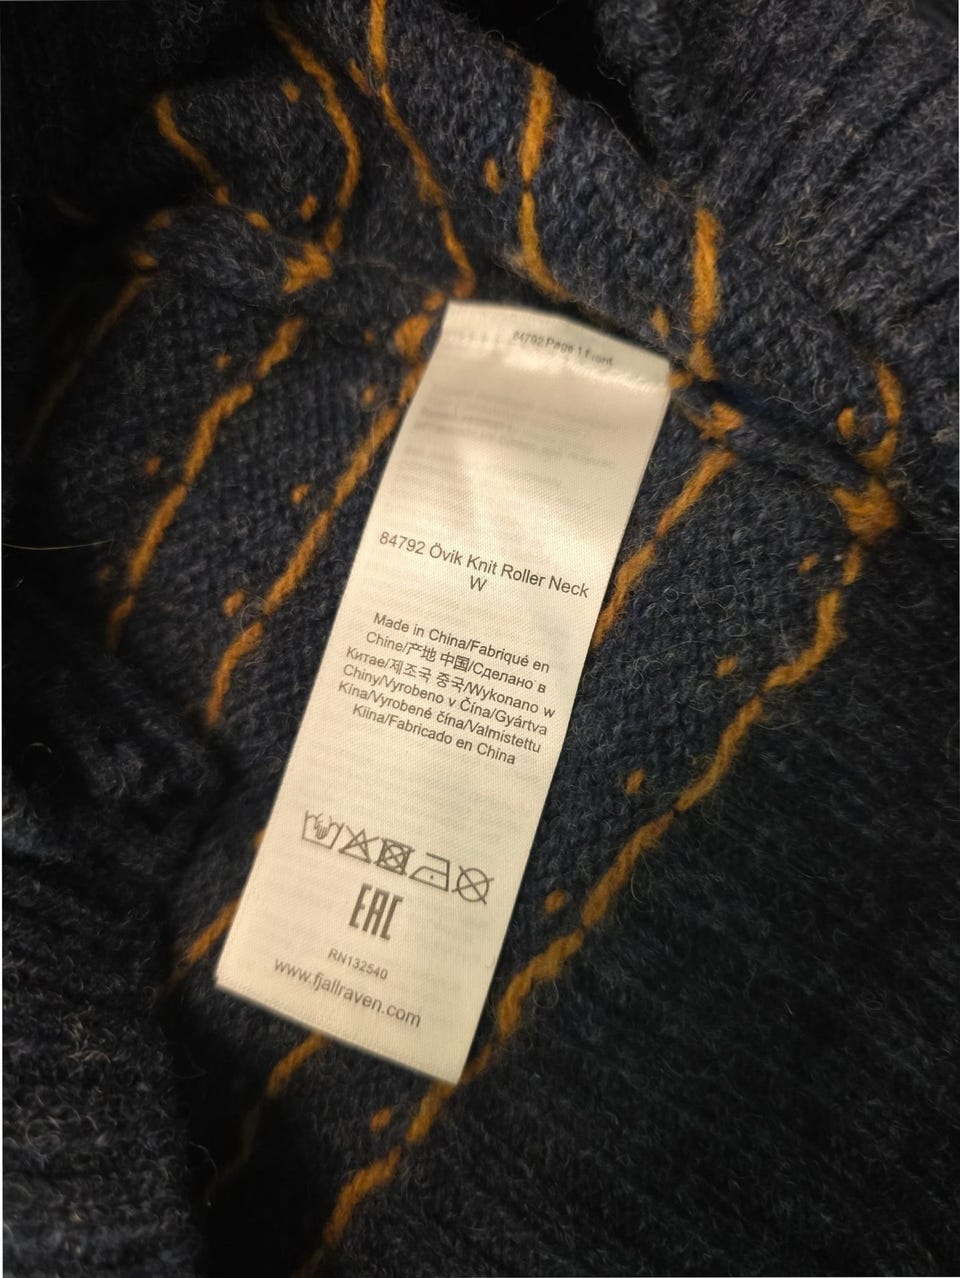 84792 Page 1 Front
84792 Övik Knit Roller Neck
W
Made in China/Fabriqué en
Chine/产地 中国/Сделано в
Китае/제조국 중국/Wykonano w
Chiny/Vyrobeno v Čína/Gyártva
Kína/Vyrobené čína/Valmistettu
Kiina/Fabricado en China
EAC
RN132540
www.fjallraven.com